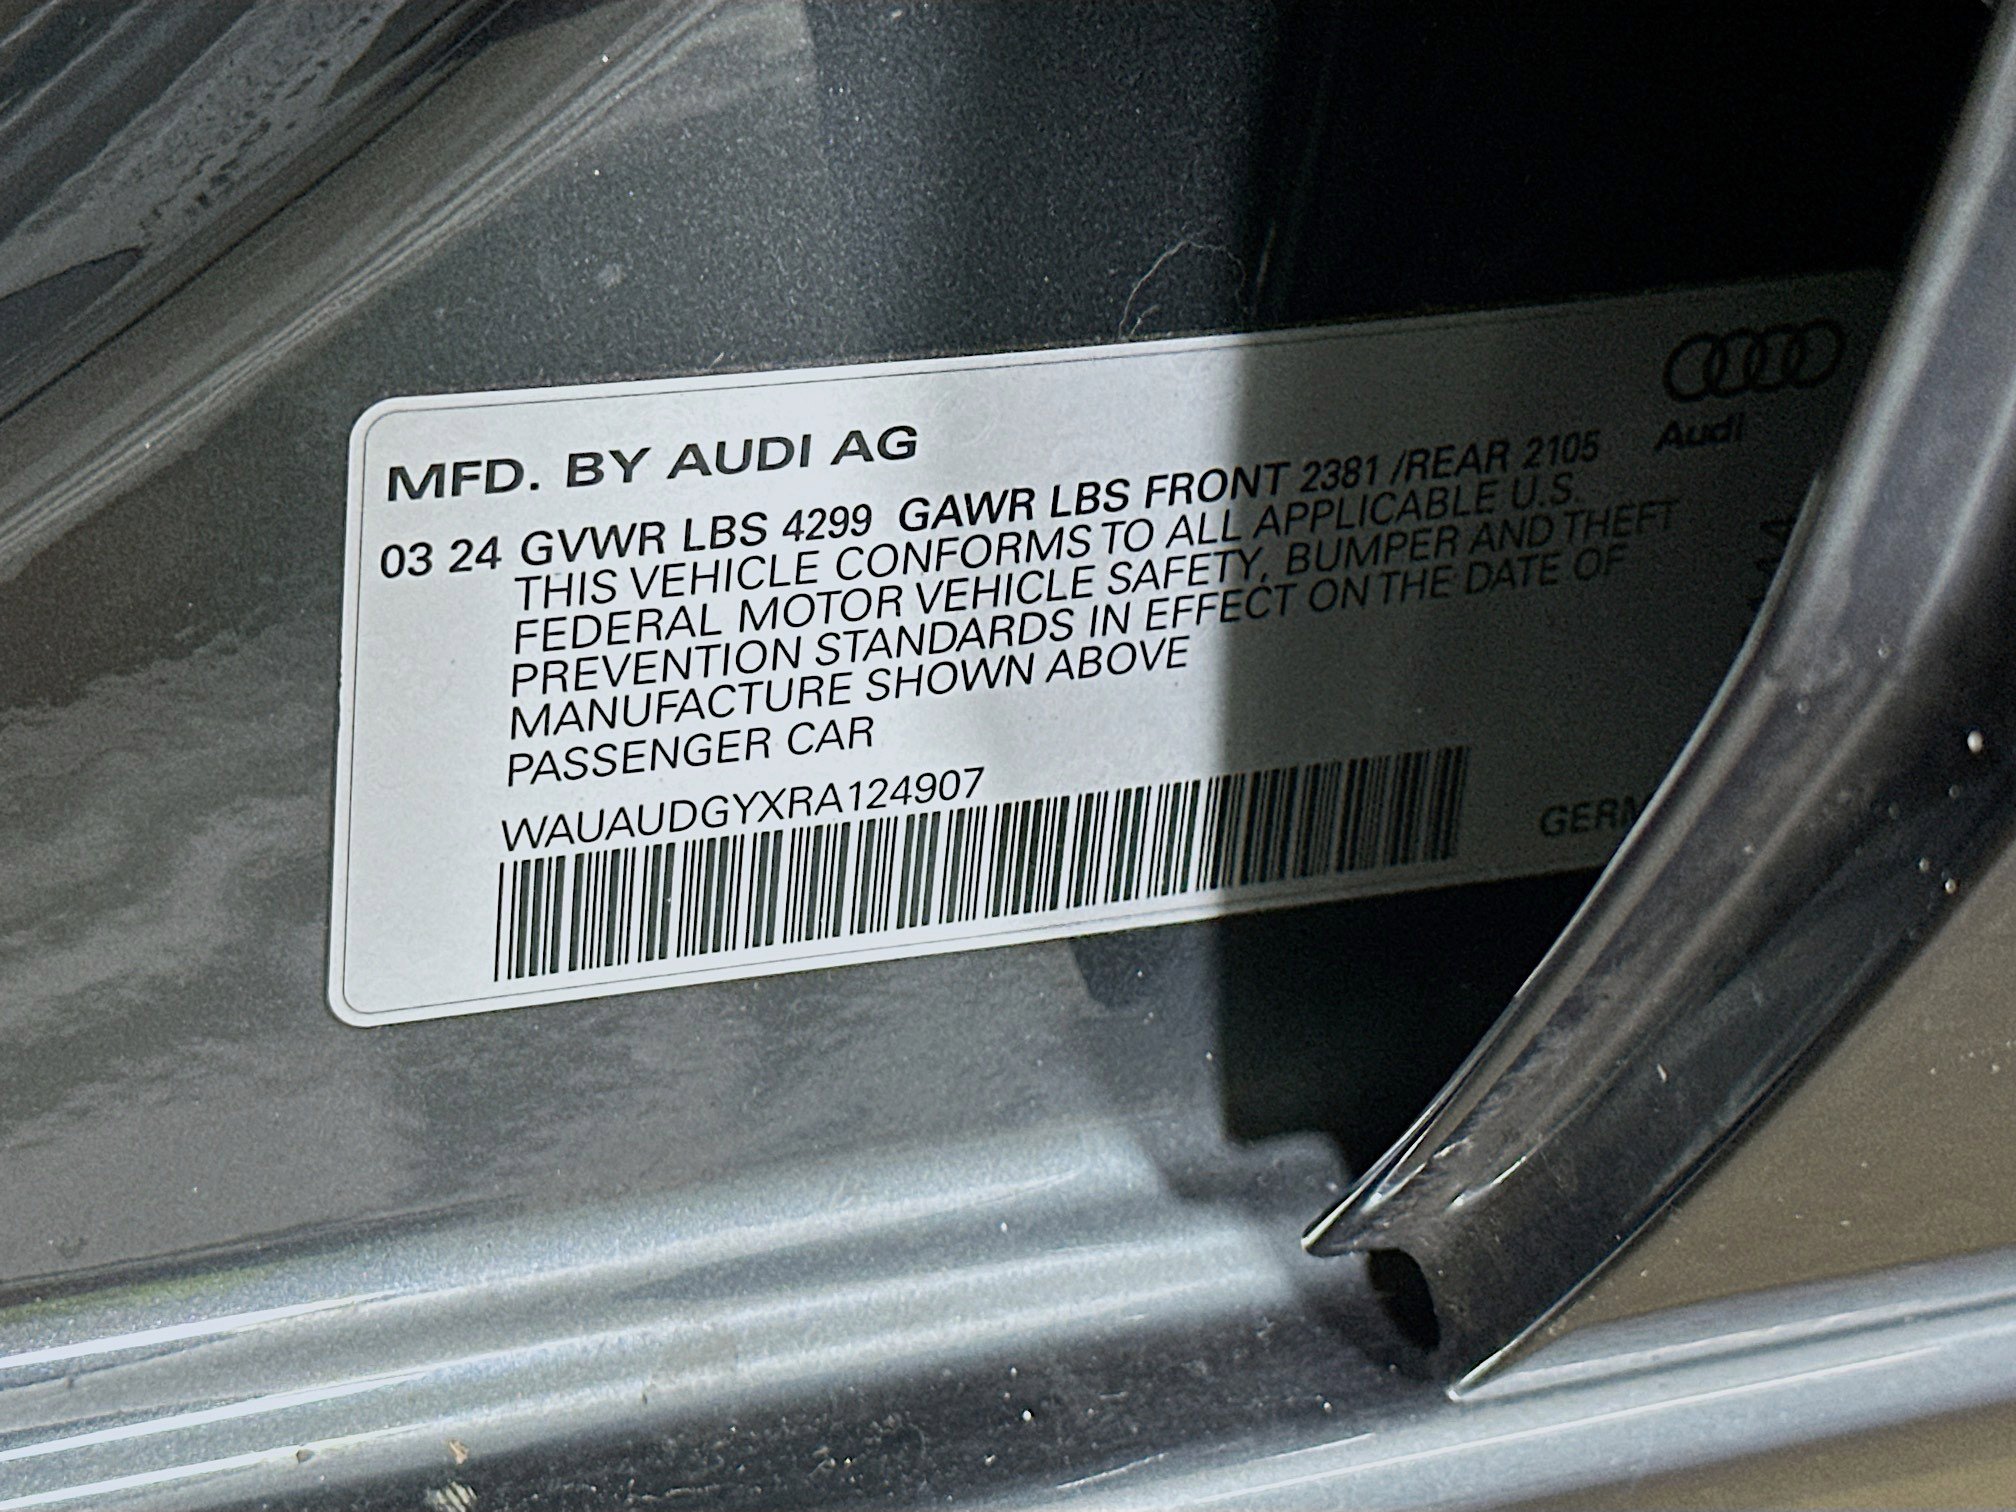 MFD. BY AUDI AG
Audi
03 24 GVWR LBS 4299 GAWR LBS FRONT 2381 /REAR 2105
THIS VEHICLE CONFORMS TO ALL APPLICABLE U.S.
FEDERAL MOTOR VEHICLE SAFETY, BUMPER AND THEFT
PREVENTION STANDARDS IN EFFECT ON THE DATE OF
MANUFACTURE SHOWN ABOVE
PASSENGER CAR
WAUAUDGYXRA124907